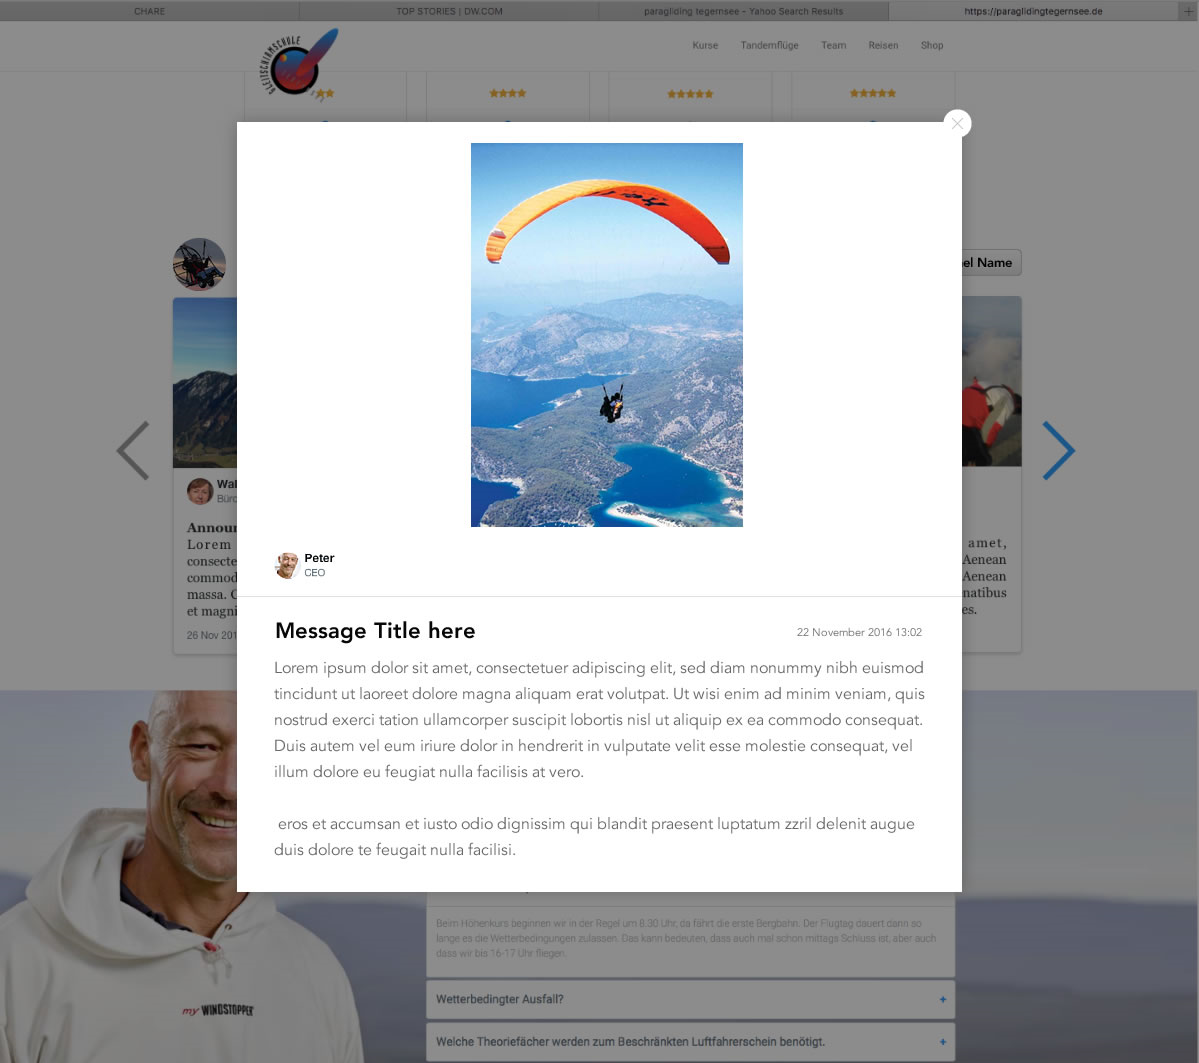 CHARE
TOP STORIES | DW.COM
paragliding tegernsee - Yahoo Search Results
https://paraglidingtegernsee.de
GLEITSCHIRMSCHULE
Kurse
Tandemflüge
Team
Reisen
Shop
el Name
Wal
Büro
Announ
Lorem
consecte
commod
massa. C
et magni
26 Nov 201
amet,
Aenean
Aenean
natibus
es.
Peter
CEO
Message Title here
22 November 2016 13:02
Lorem ipsum dolor sit amet, consectetuer adipiscing elit, sed diam nonummy nibh euismod
tincidunt ut laoreet dolore magna aliquam erat volutpat. Ut wisi enim ad minim veniam, quis
nostrud exerci tation ullamcorper suscipit lobortis nisl ut aliquip ex ea commodo consequat.
Duis autem vel eum iriure dolor in hendrerit in vulputate velit esse molestie consequat, vel
illum dolore eu feugiat nulla facilisis at vero.
eros et accumsan et iusto odio dignissim qui blandit praesent luptatum zzril delenit augue
duis dolore te feugait nulla facilisi.
Beim Höhenkurs beginnen wir in der Regel um 8.30 Uhr, da fährt die erste Bergbahn. Der Flugtag dauert dann so
lange es die Wetterbedingungen zulassen. Das kann bedeuten, dass auch mal schon mittags Schluss ist, aber auch
dass wir bis 16-17 Uhr fliegen.
my WINDSTOPPER
Wetterbedingter Ausfall?
+
Welche Theoriefächer werden zum Beschränkten Luftfahrerschein benötigt.
+